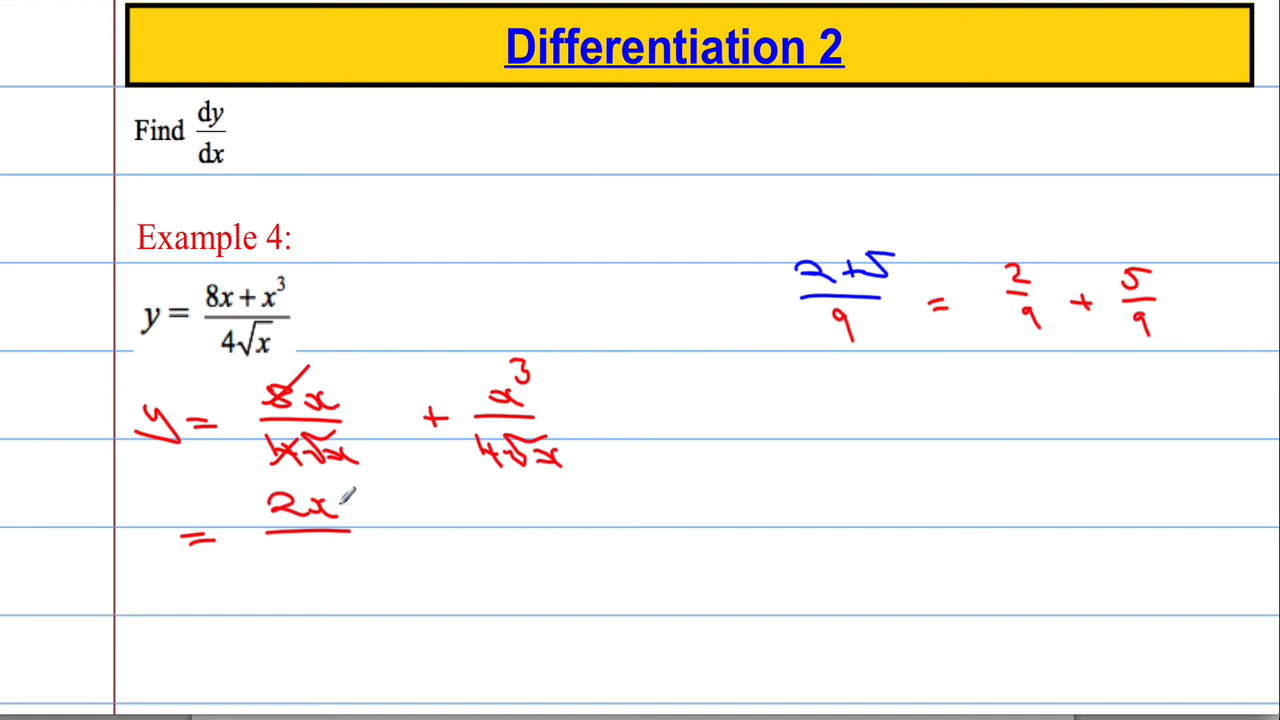 Differentiation 2
Find dy/dx
Example 4:
y = (8x + x³)/(4√x)
(2+5)/9 = 2/9 + 5/9
y = 8x/(4√x) + x³/(4√x)
= 2x